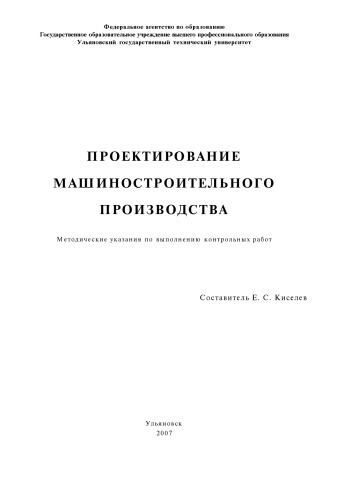 Федеральное агентство по образованию
Государственное образовательное учреждение высшего профессионального образования
Ульяновский государственный технический университет
ПРОЕКТИРОВАНИЕ
МАШИНОСТРОИТЕЛЬНОГО
ПРОИЗВОДСТВА
Методические указания по выполнению контрольных работ
Составитель Е. С. Киселев
Ульяновск
2007